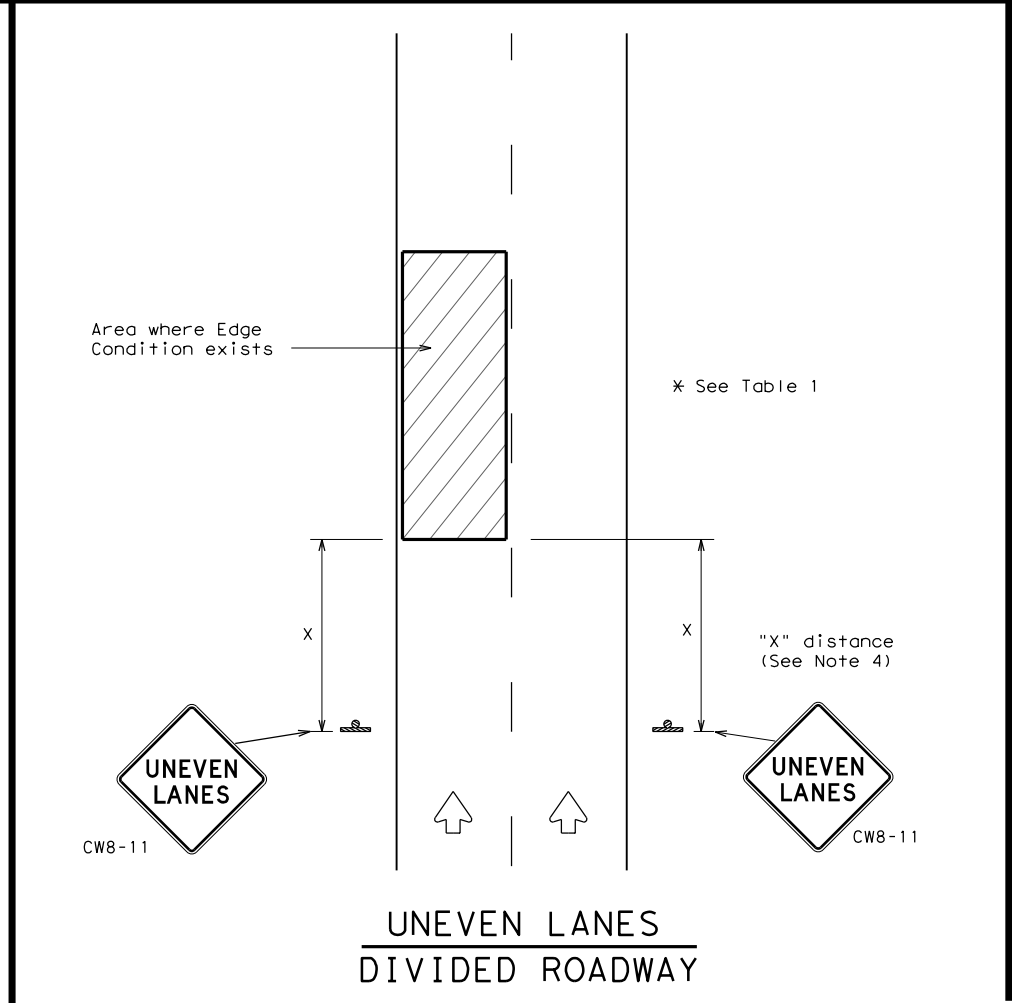 Area where Edge
Condition exists
* See Table 1
X
X
"X" distance
(See Note 4)
UNEVEN
LANES
CW8-11
UNEVEN
LANES
CW8-11
UNEVEN LANES
DIVIDED ROADWAY